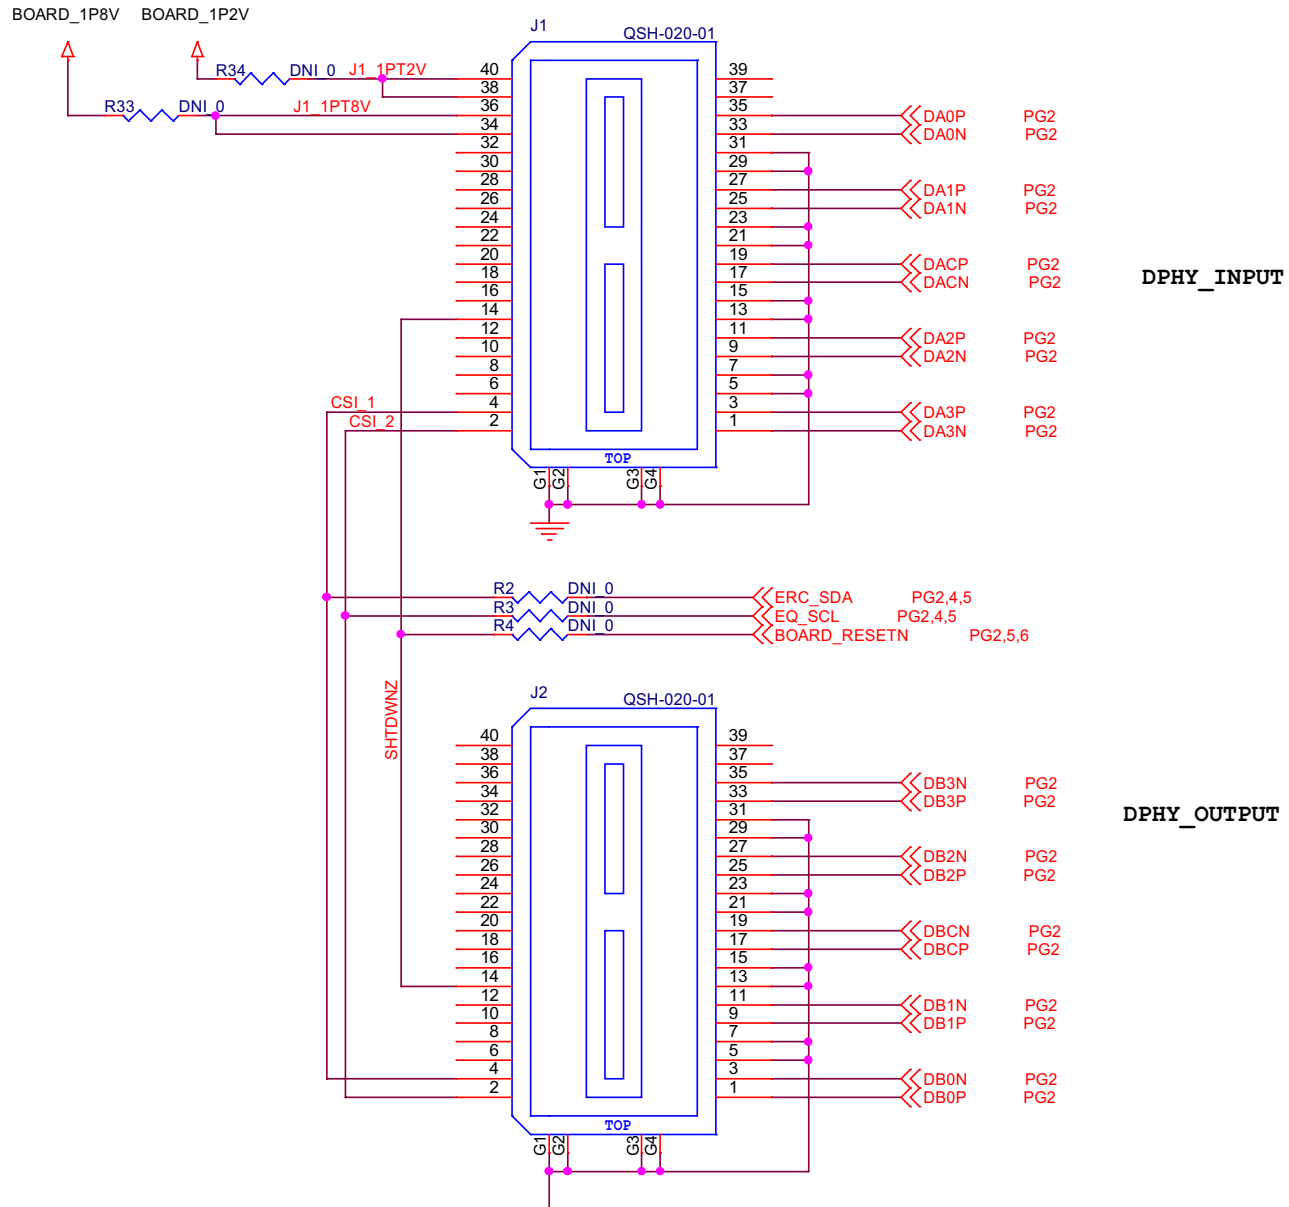 BOARD_1P8V BOARD_1P2V
J1 QSH-020-01
R34 DNI_0 J1_1PT2V 40 39
38 37
R33 DNI_0 J1_1PT8V 36 35 DA0P PG2
34 33 DA0N PG2
32 31
30 29
28 27 DA1P PG2
26 25 DA1N PG2
24 23
22 21
20 19 DACP PG2
18 17 DACN PG2
DPHY_INPUT
16 15
14 13
12 11 DA2P PG2
10 9 DA2N PG2
8 7
6 5
CSI_1 4 3 DA3P PG2
CSI_2 2 1 DA3N PG2
TOP
G1 G2 G3 G4
R2 DNI_0 ERC_SDA PG2,4,5
R3 DNI_0 EQ_SCL PG2,4,5
R4 DNI_0 BOARD_RESETN PG2,5,6
SHTDWNZ
J2 QSH-020-01
40 39
38 37
36 35 DB3N PG2
34 33 DB3P PG2
DPHY_OUTPUT
32 31
30 29
28 27 DB2N PG2
26 25 DB2P PG2
24 23
22 21
20 19 DBCN PG2
18 17 DBCP PG2
16 15
14 13
12 11 DB1N PG2
10 9 DB1P PG2
8 7
6 5
4 3 DB0N PG2
2 1 DB0P PG2
TOP
G1 G2 G3 G4